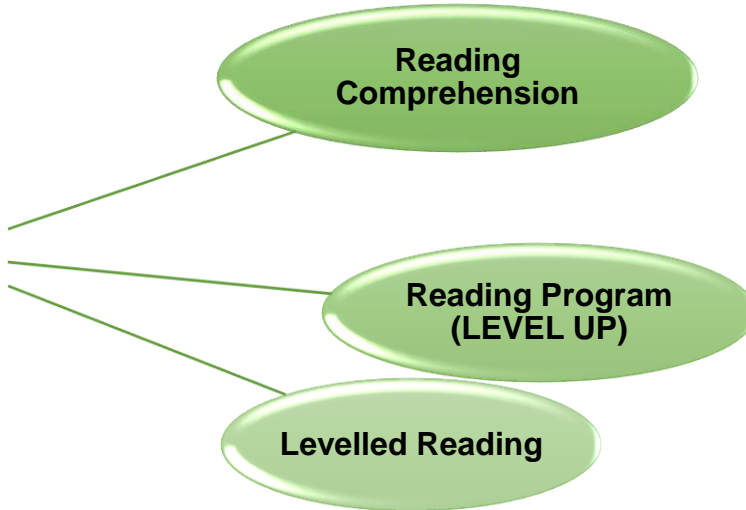 Reading
Comprehension
Reading Program
(LEVEL UP)
Levelled Reading